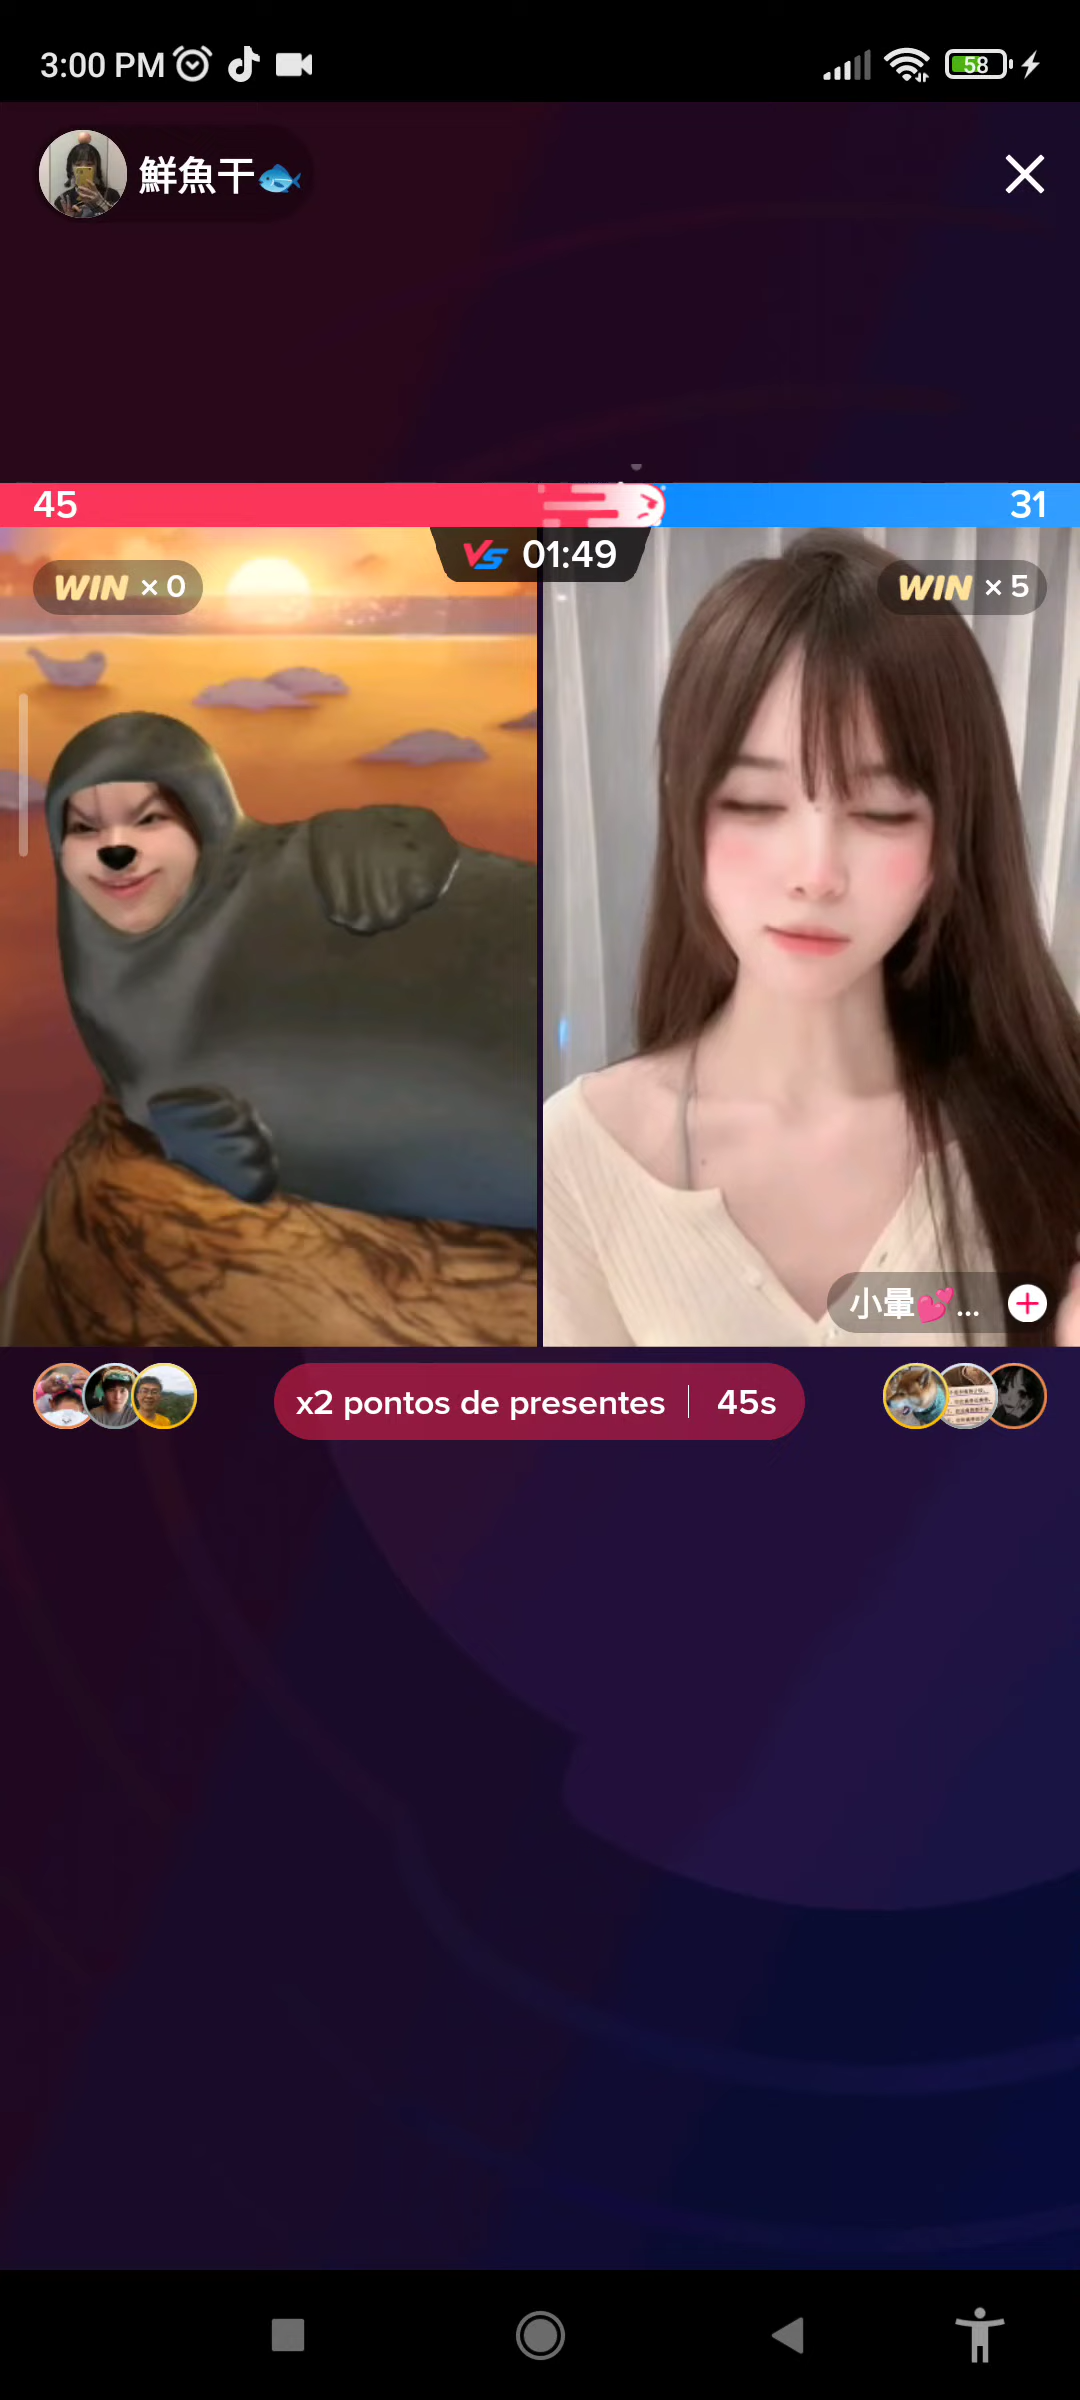 3:00 PM
58
鮮魚干🐟
45
31
VS 01:49
WIN × 0
WIN × 5
小暈💕...
x2 pontos de presentes | 45s